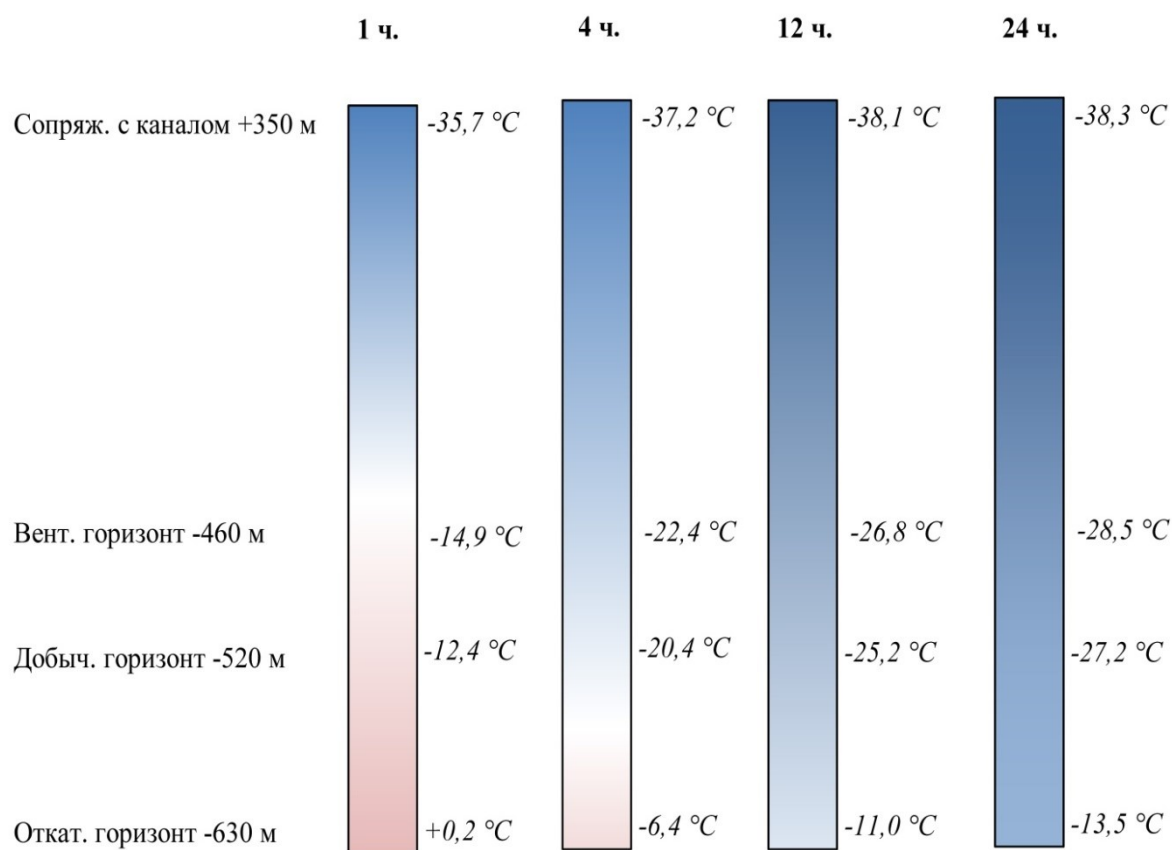 1 ч. 4 ч. 12 ч. 24 ч.
Сопряж. с каналом +350 м -35,7 °C -37,2 °C -38,1 °C -38,3 °C
Вент. горизонт -460 м -14,9 °C -22,4 °C -26,8 °C -28,5 °C
Добыч. горизонт -520 м -12,4 °C -20,4 °C -25,2 °C -27,2 °C
Откат. горизонт -630 м +0,2 °C -6,4 °C -11,0 °C -13,5 °C